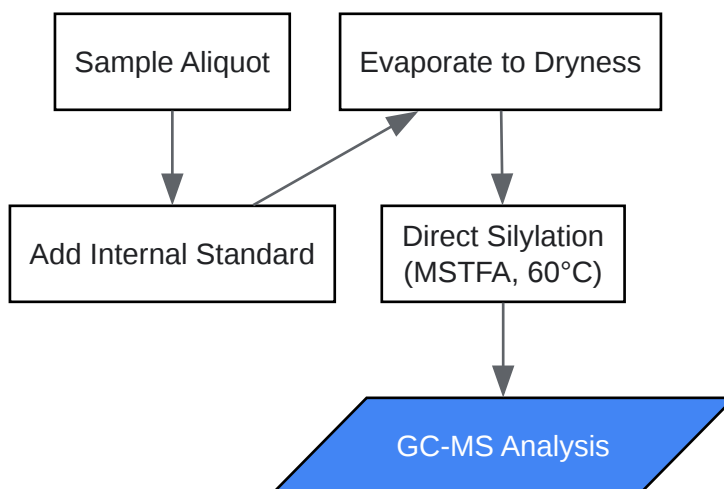 Sample Aliquot
Add Internal Standard
Evaporate to Dryness
Direct Silylation
(MSTFA, 60°C)
GC-MS Analysis